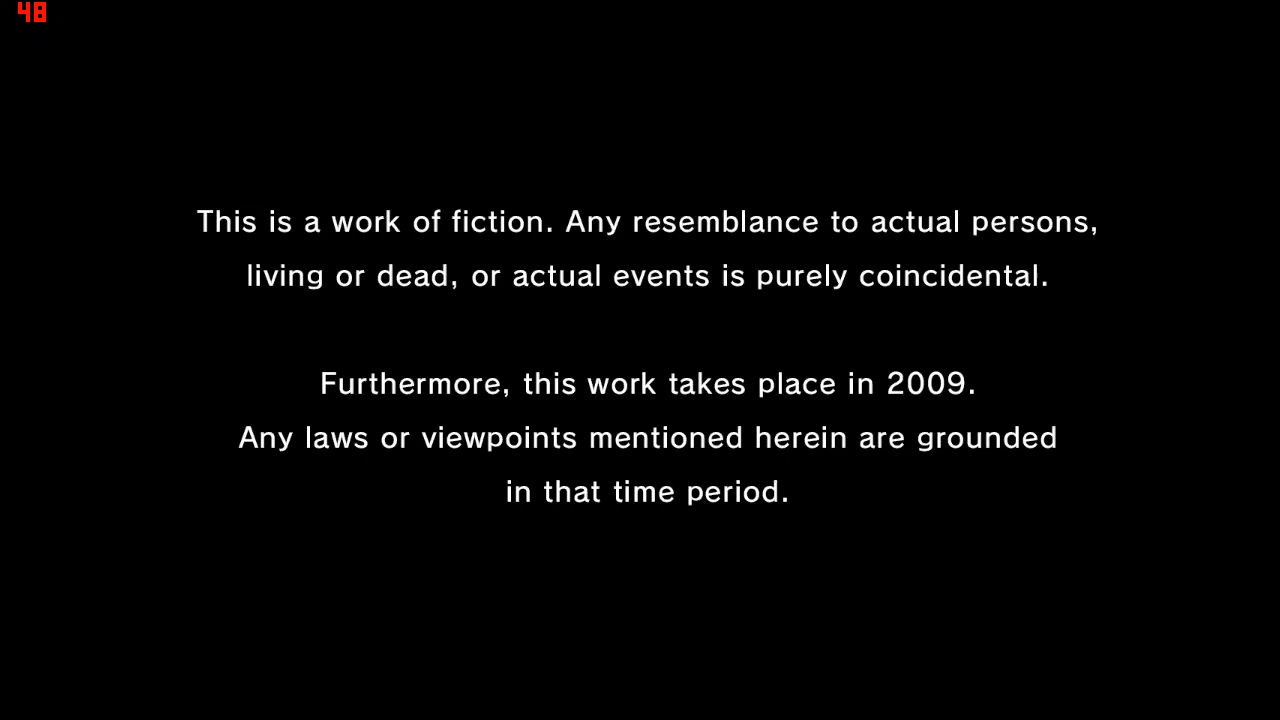 48
This is a work of fiction. Any resemblance to actual persons,
living or dead, or actual events is purely coincidental.
Furthermore, this work takes place in 2009.
Any laws or viewpoints mentioned herein are grounded
in that time period.